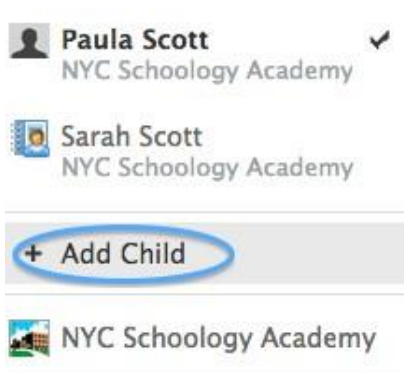 Paula Scott ✔
NYC Schoology Academy
Sarah Scott
NYC Schoology Academy
+ Add Child
NYC Schoology Academy